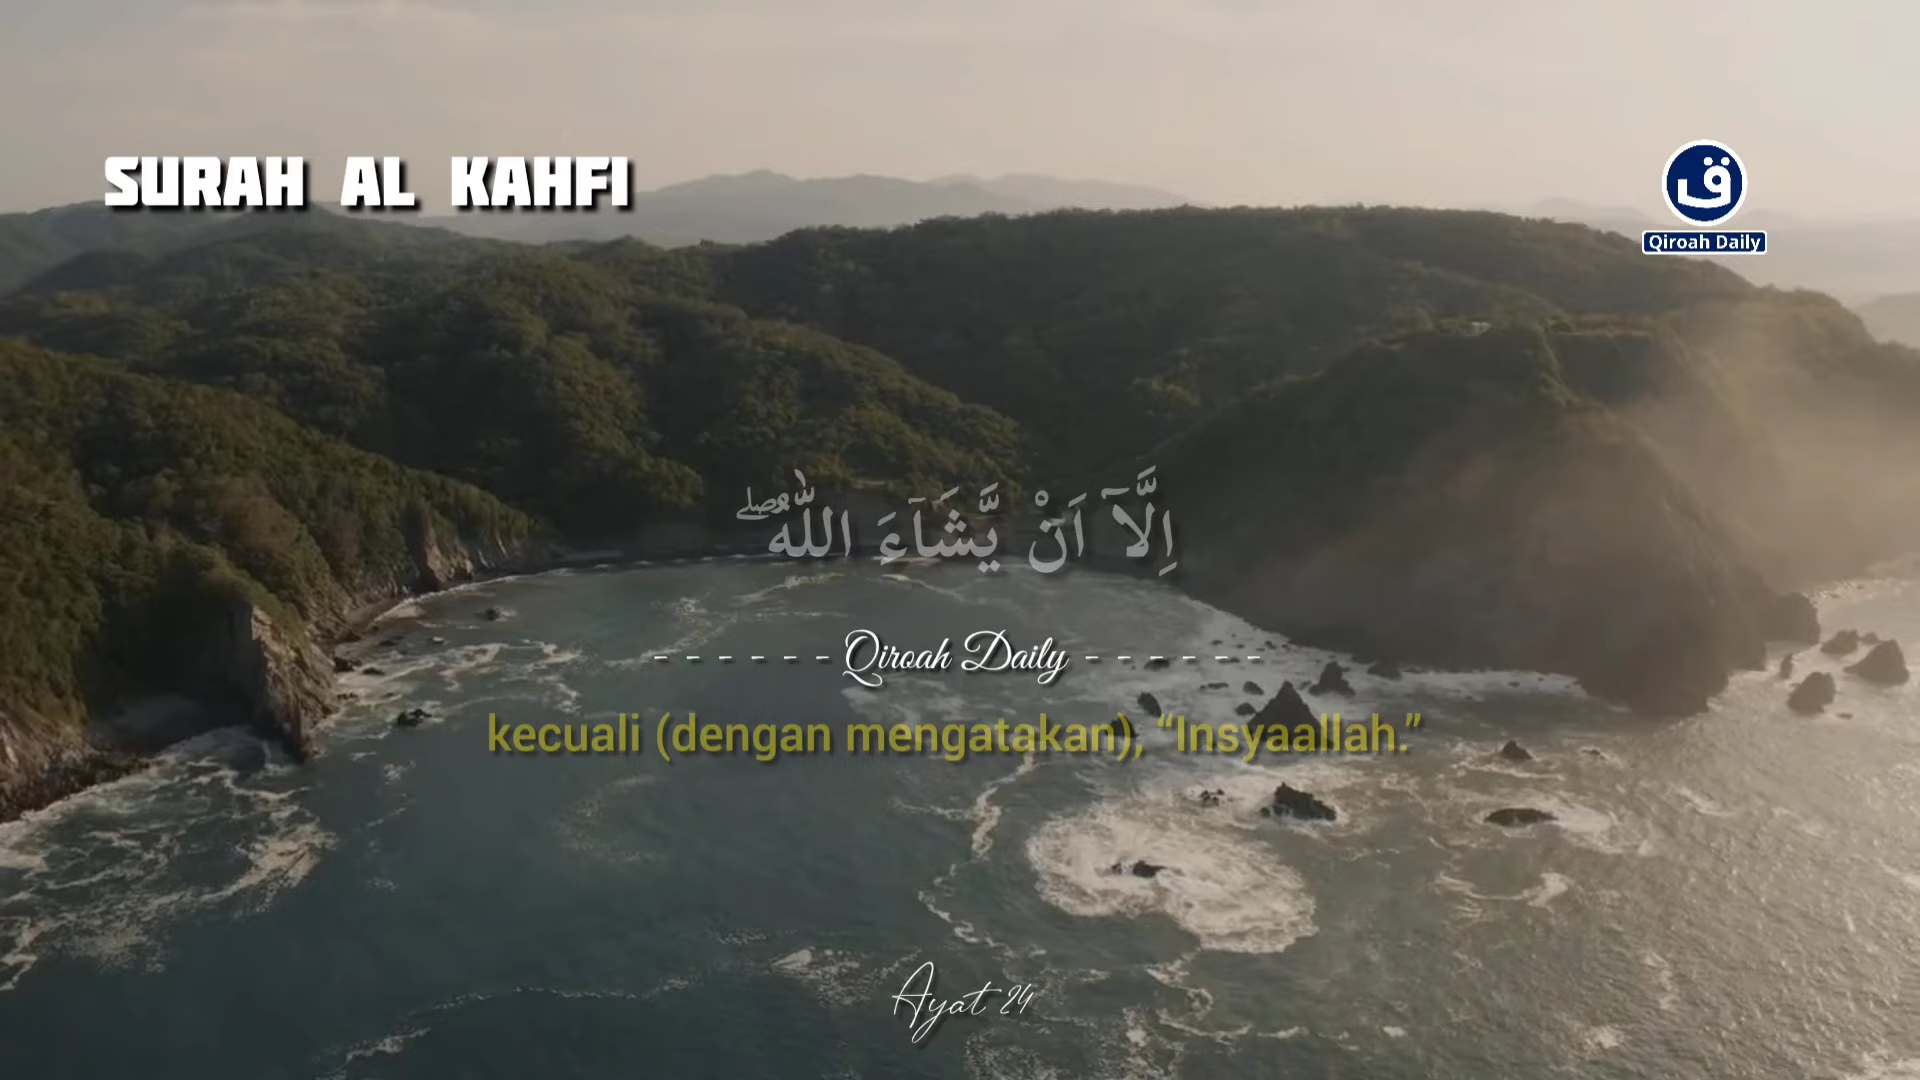 SURAH AL KAHFI
ق
Qiroah Daily
اِلَّآ اَنْ يَّشَاۤءَ اللّٰهُ ۖ
- - - - - - Qiroah Daily - - - - - -
kecuali (dengan mengatakan), “Insyaallah.”
Ayat 24